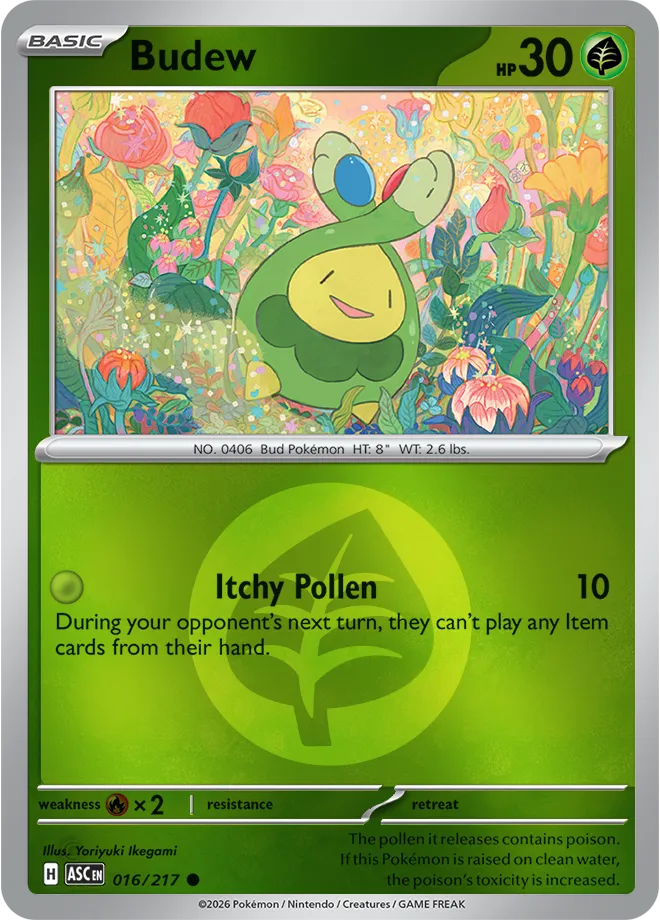 BASIC
Budew
HP 30
NO. 0406 Bud Pokémon HT: 8" WT: 2.6 lbs.
Itchy Pollen 10
During your opponent's next turn, they can't play any Item
cards from their hand.
weakness ×2 resistance retreat
Illus. Yoriyuki Ikegami
The pollen it releases contains poison.
If this Pokémon is raised on clean water,
the poison's toxicity is increased.
H ASC EN 016/217
©2026 Pokémon / Nintendo / Creatures / GAME FREAK